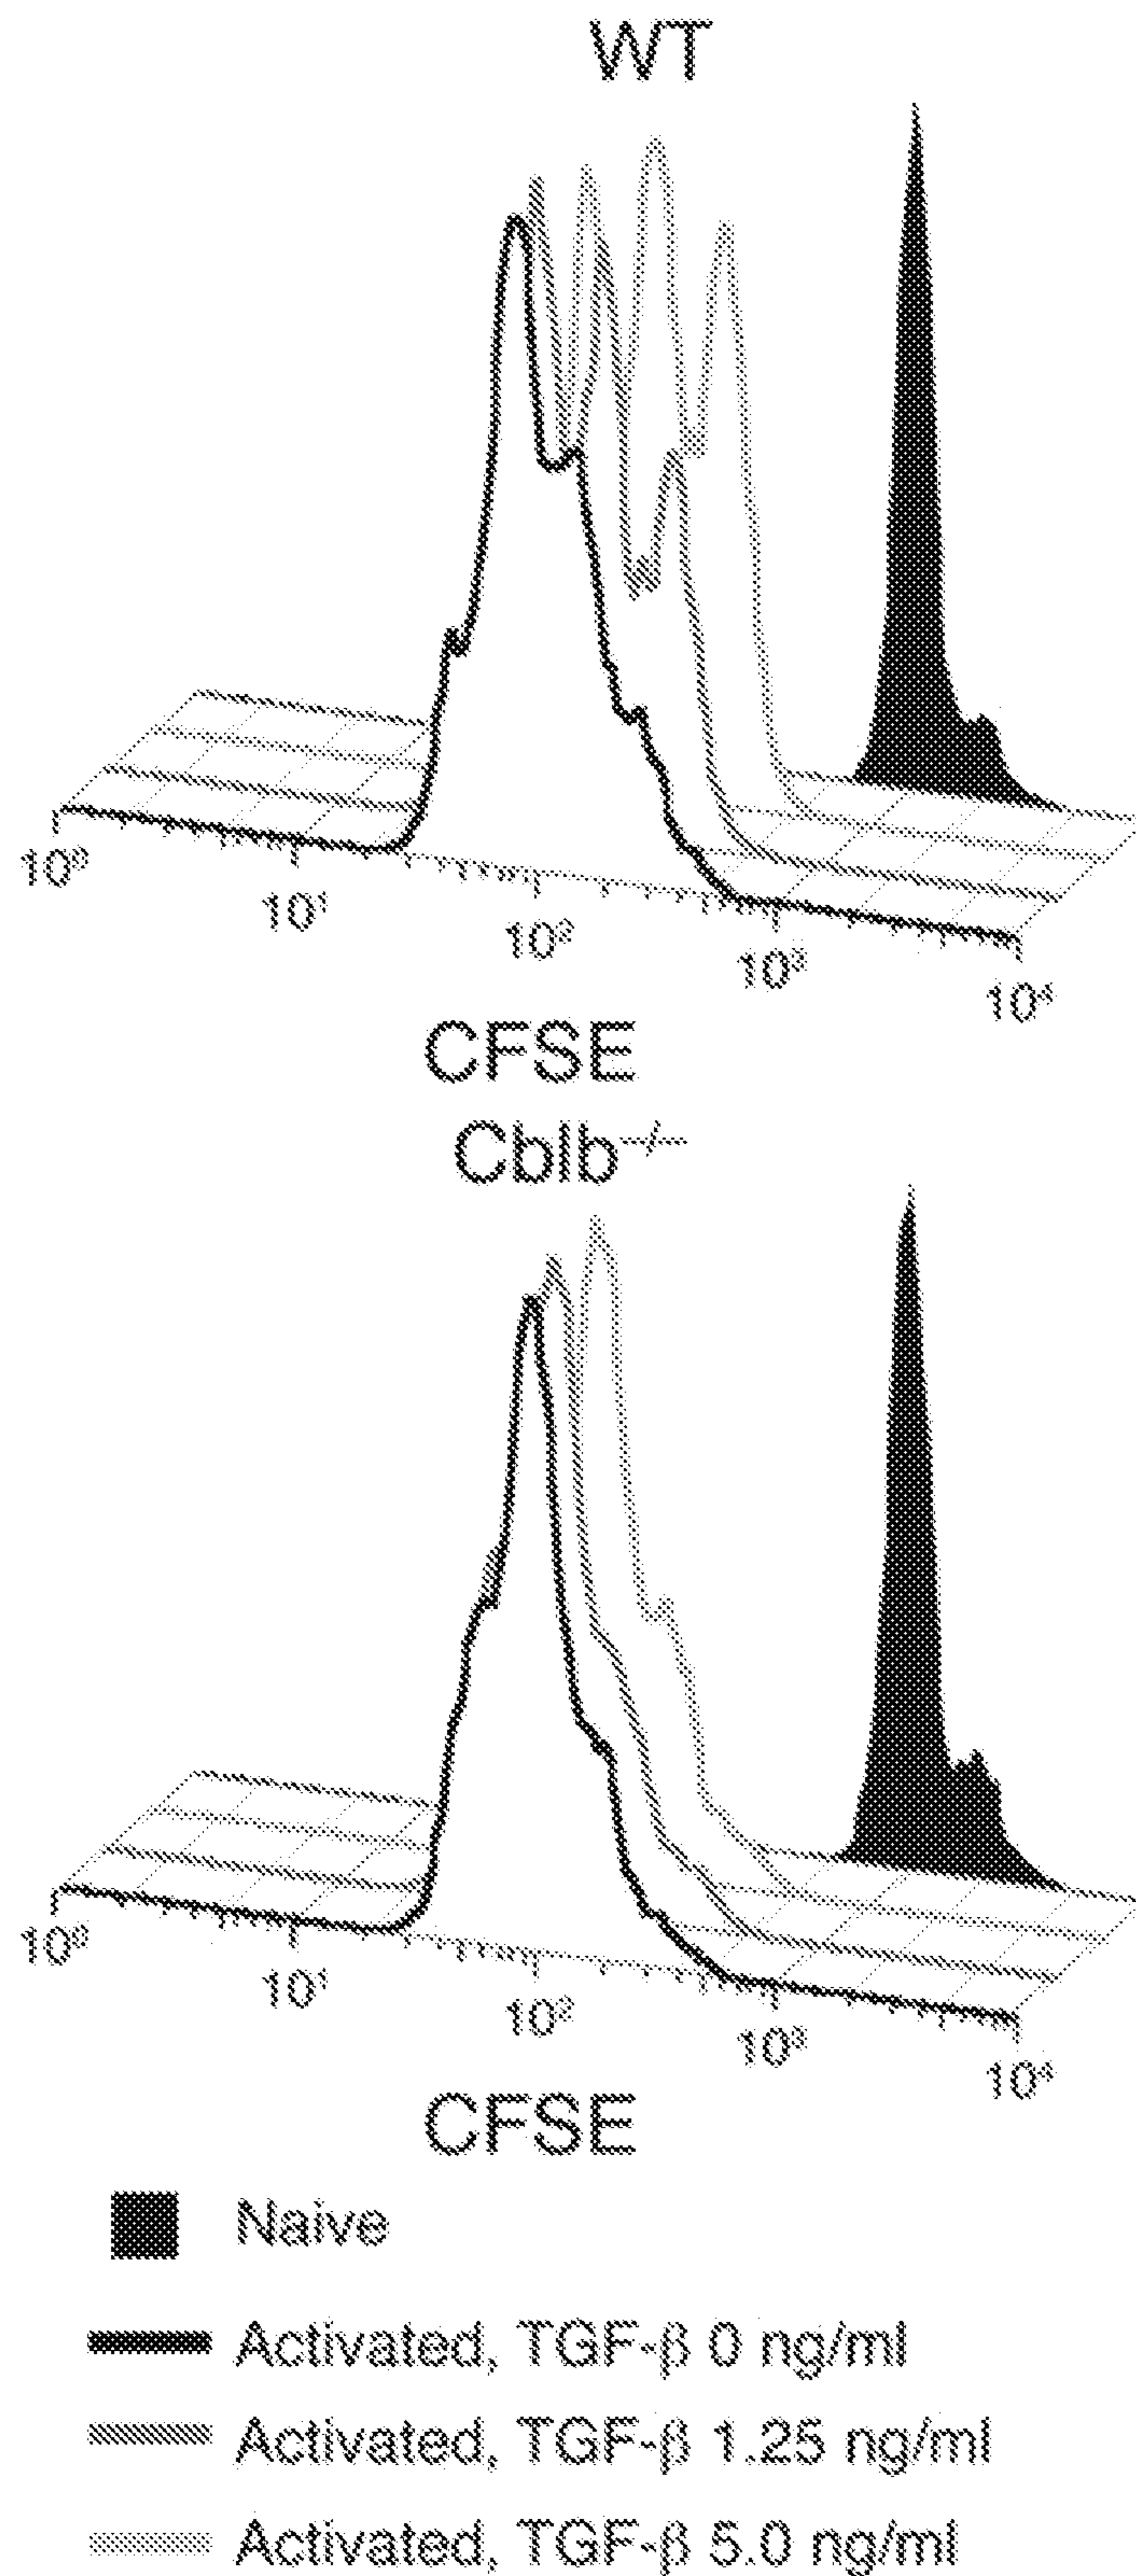 WT
10⁰ 10¹ 10² 10³ 10⁴
CFSE
Cblb⁻/⁻
10⁰ 10¹ 10² 10³ 10⁴
CFSE
Naive
Activated, TGF-β 0 ng/ml
Activated, TGF-β 1.25 ng/ml
Activated, TGF-β 5.0 ng/ml